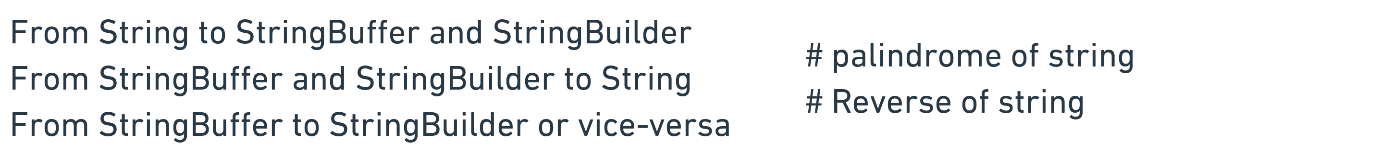 From String to StringBuffer and StringBuilder
From StringBuffer and StringBuilder to String
From StringBuffer to StringBuilder or vice-versa
# palindrome of string
# Reverse of string